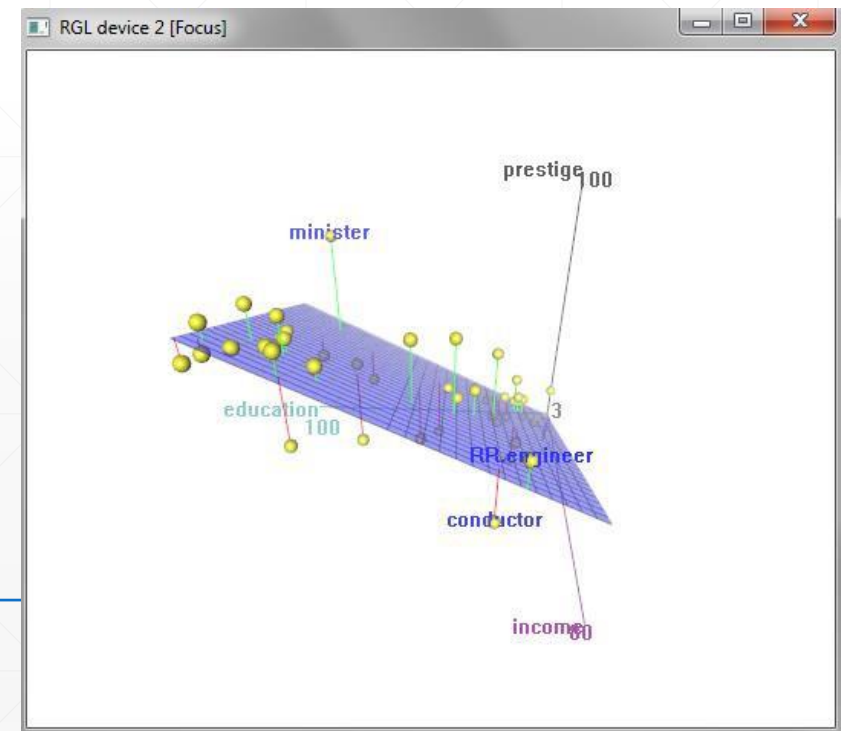 RGL device 2 [Focus]
prestige
100
minister
education
100
3
RR.engineer
conductor
income